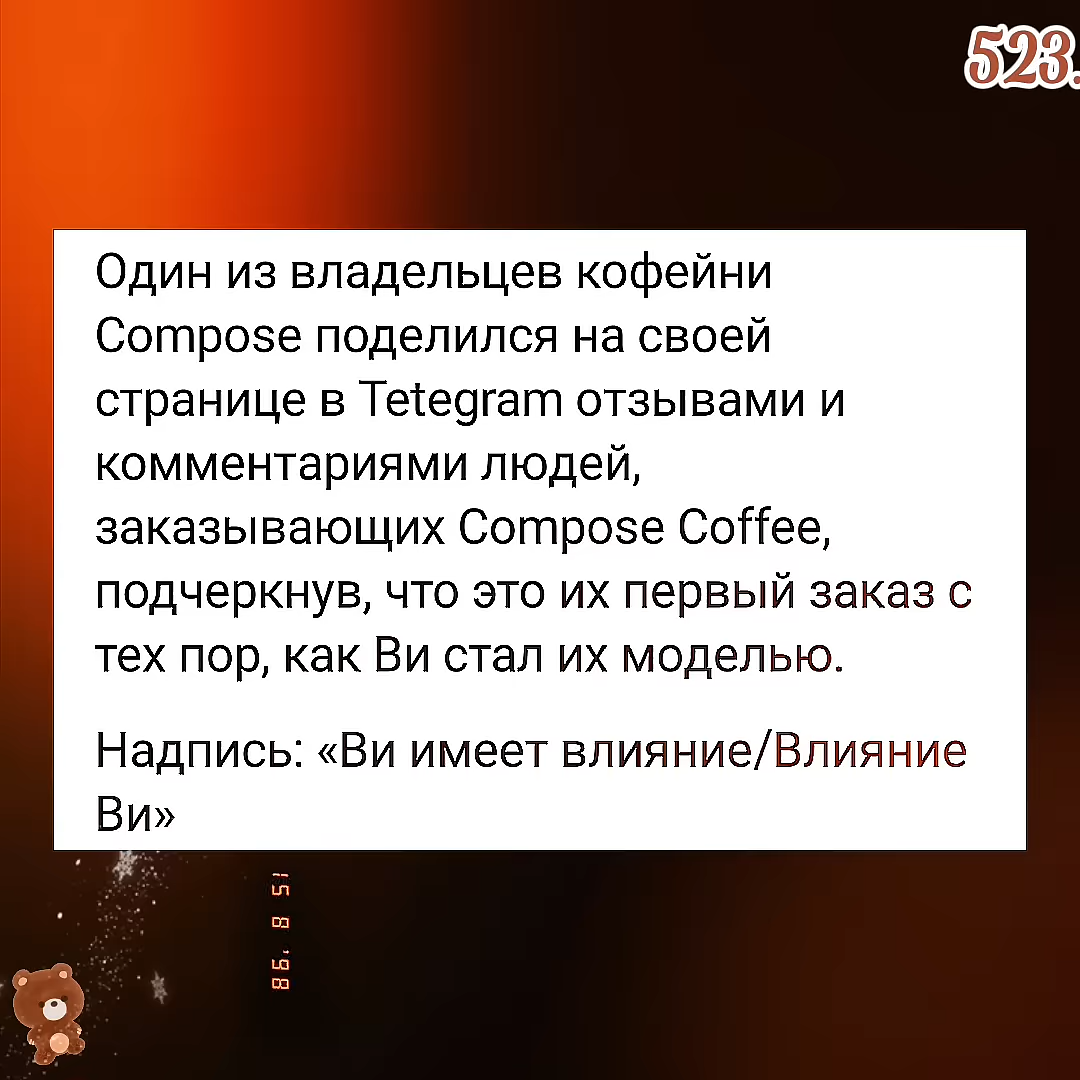 523.
Один из владельцев кофейни
Compose поделился на своей
странице в Tetegram отзывами и
комментариями людей,
заказывающих Compose Coffee,
подчеркнув, что это их первый заказ с
тех пор, как Ви стал их моделью.
Надпись: «Ви имеет влияние/Влияние
Ви»